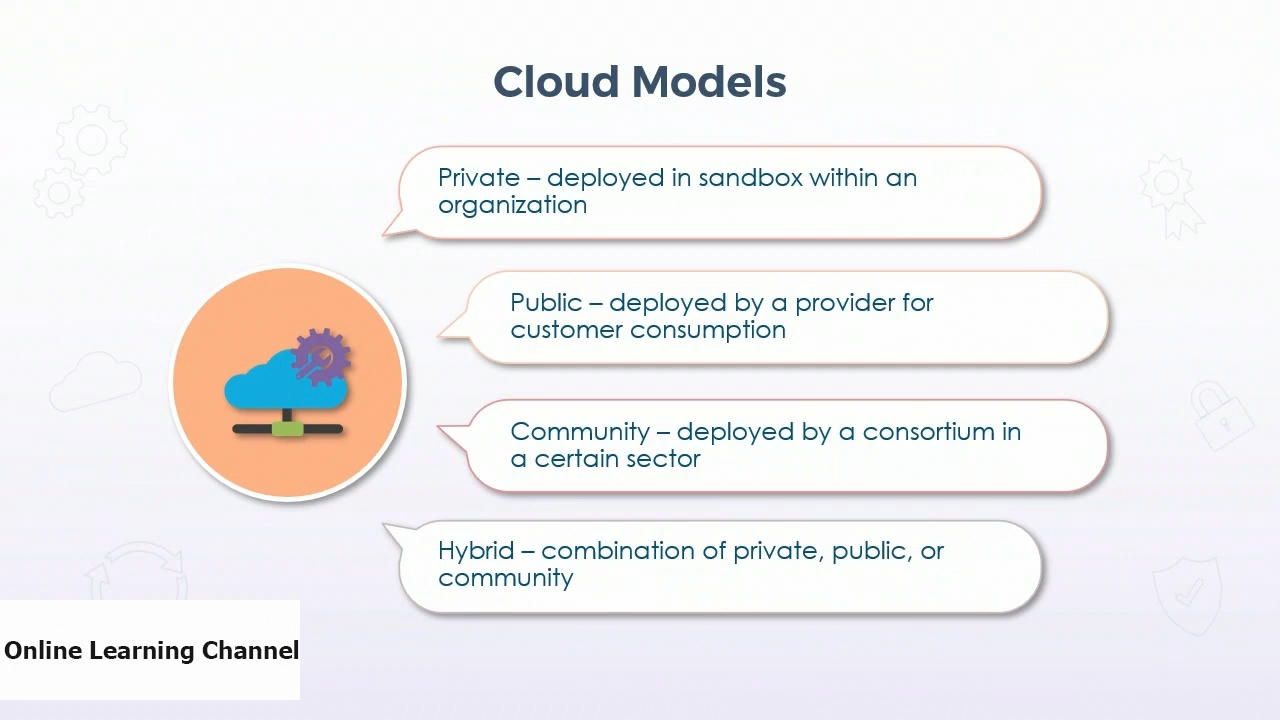 Cloud Models
Private – deployed in sandbox within an
organization
Public – deployed by a provider for
customer consumption
Community – deployed by a consortium in
a certain sector
Hybrid – combination of private, public, or
community
Online Learning Channel